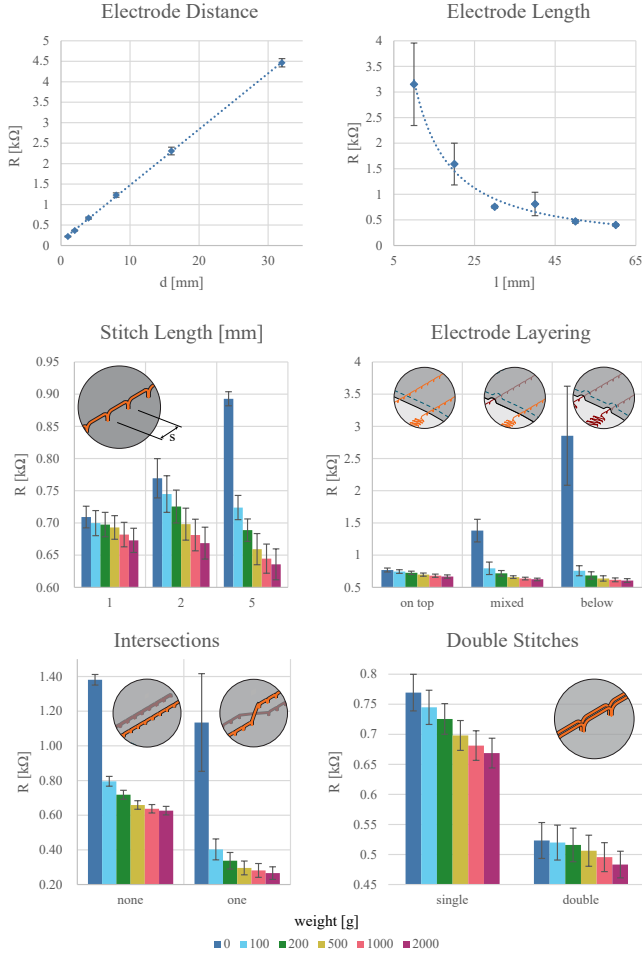 Electrode Distance
R [kΩ]
5
4.5
4
3.5
3
2.5
2
1.5
1
0.5
0
0
10
20
30
d [mm]
Electrode Length
R [kΩ]
4
3.5
3
2.5
2
1.5
1
0.5
0
5
25
45
65
l [mm]
Stitch Length [mm]
R [kΩ]
0.95
0.90
0.85
0.80
0.75
0.70
0.65
0.60
s
1
2
5
Electrode Layering
R [kΩ]
4
3.5
3
2.5
2
1.5
1
0.5
on top
mixed
below
Intersections
R [kΩ]
1.40
1.20
1.00
0.80
0.60
0.40
0.20
none
one
Double Stitches
R [kΩ]
0.8
0.75
0.7
0.65
0.6
0.55
0.5
0.45
single
double
weight [g]
0 100 200 500 1000 2000